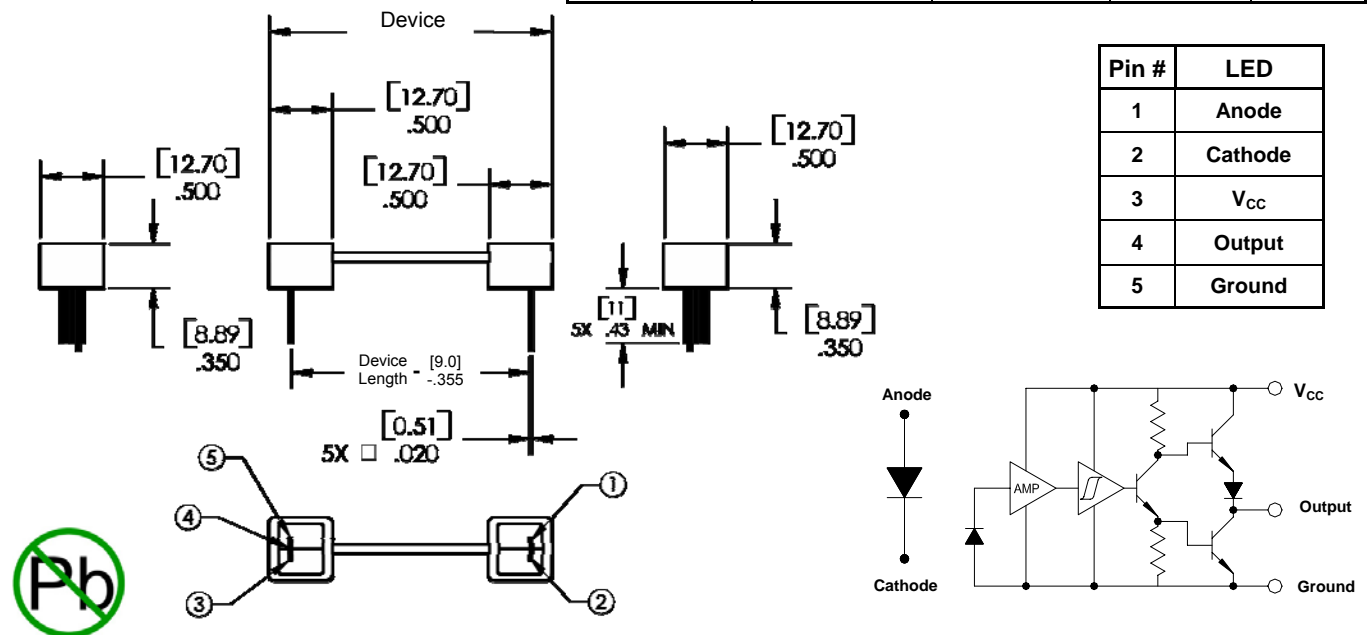 Device
[12.70]
.500
[12.70]
.500
[12.70]
.500
[12.70]
.500
[8.89]
.350
[11]
5X .43 MIN
[8.89]
.350
Device Length - [9.0] -.355
[0.51]
5X □ .020
5
4
3
1
2
Pb
Pin # LED
1 Anode
2 Cathode
3 VCC
4 Output
5 Ground
Anode
Cathode
AMP
VCC
Output
Ground